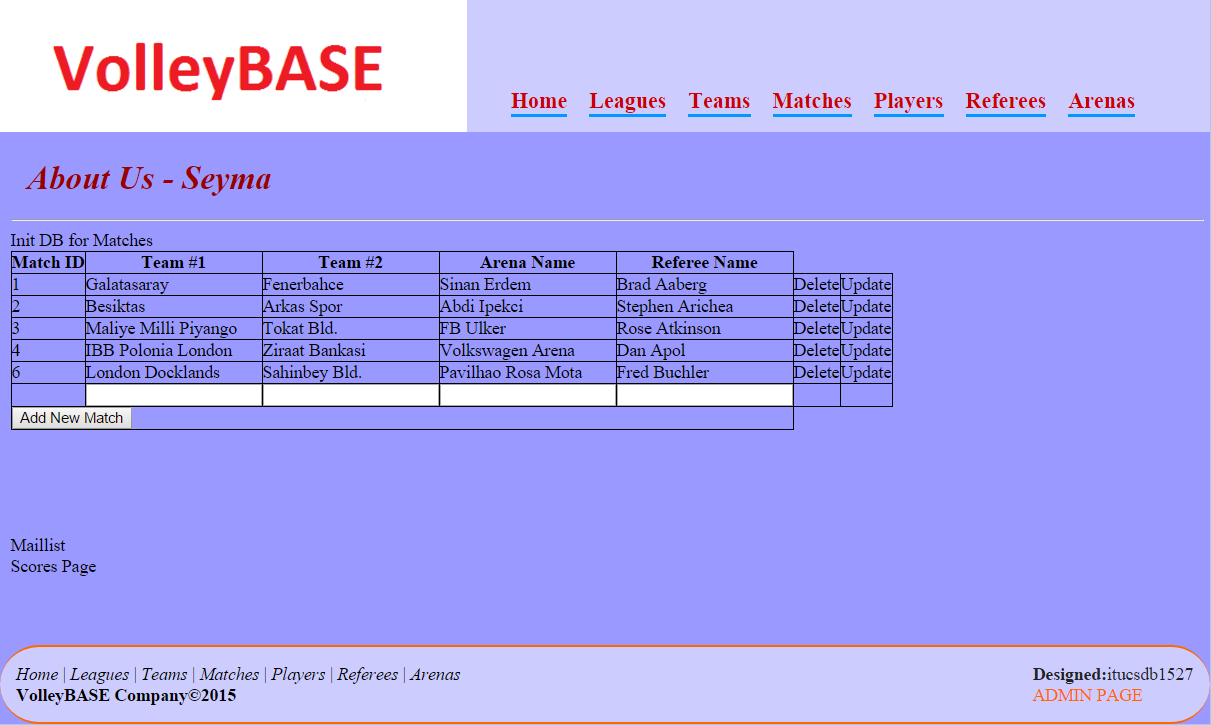 VolleyBASE
Home Leagues Teams Matches Players Referees Arenas
About Us - Seyma
Init DB for Matches
Match ID Team #1 Team #2 Arena Name Referee Name
1 Galatasaray Fenerbahce Sinan Erdem Brad Aaberg Delete Update
2 Besiktas Arkas Spor Abdi Ipekci Stephen Arichea Delete Update
3 Maliye Milli Piyango Tokat Bld. FB Ulker Rose Atkinson Delete Update
4 IBB Polonia London Ziraat Bankasi Volkswagen Arena Dan Apol Delete Update
6 London Docklands Sahinbey Bld. Pavilhao Rosa Mota Fred Buchler Delete Update
Add New Match
Maillist
Scores Page
Home | Leagues | Teams | Matches | Players | Referees | Arenas
VolleyBASE Company©2015
Designed:itucsdb1527
ADMIN PAGE